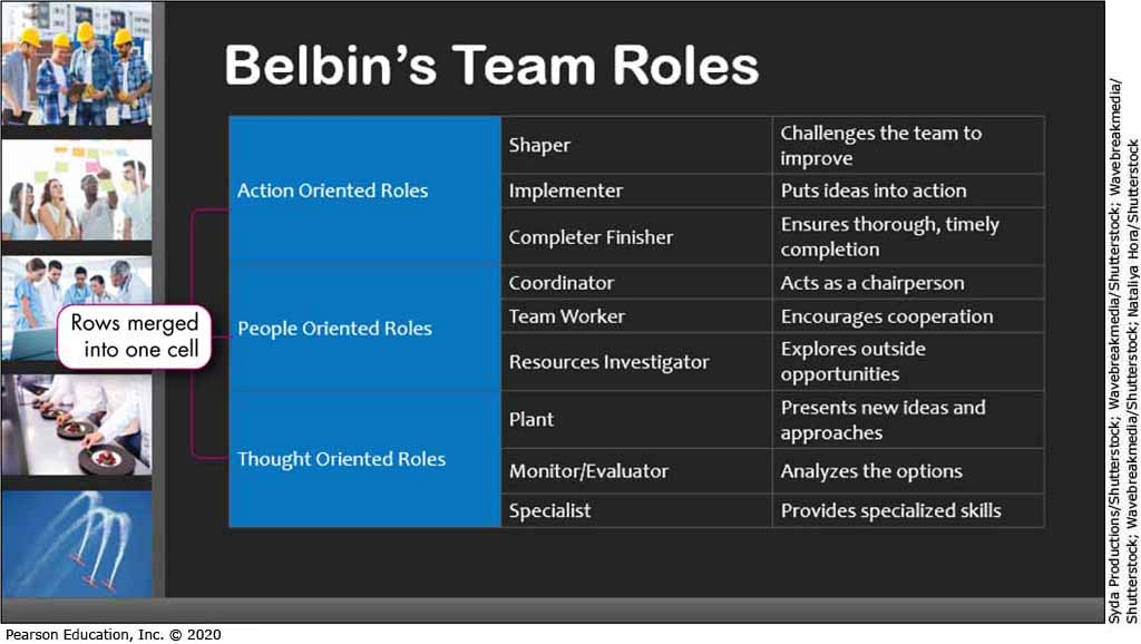 Belbin's Team Roles
Action Oriented Roles
Shaper
Challenges the team to
improve
Implementer
Puts ideas into action
Completer Finisher
Ensures thorough, timely
completion
People Oriented Roles
Coordinator
Acts as a chairperson
Team Worker
Encourages cooperation
Resources Investigator
Explores outside
opportunities
Thought Oriented Roles
Plant
Presents new ideas and
approaches
Monitor/Evaluator
Analyzes the options
Specialist
Provides specialized skills
Rows merged
into one cell
Syda Productions/Shutterstock; Wavebreakmedia/Shutterstock; Wavebreakmedia/
Shutterstock; Wavebreakmedia/Shutterstock; Nataliya Hora/Shutterstock
Pearson Education, Inc. © 2020